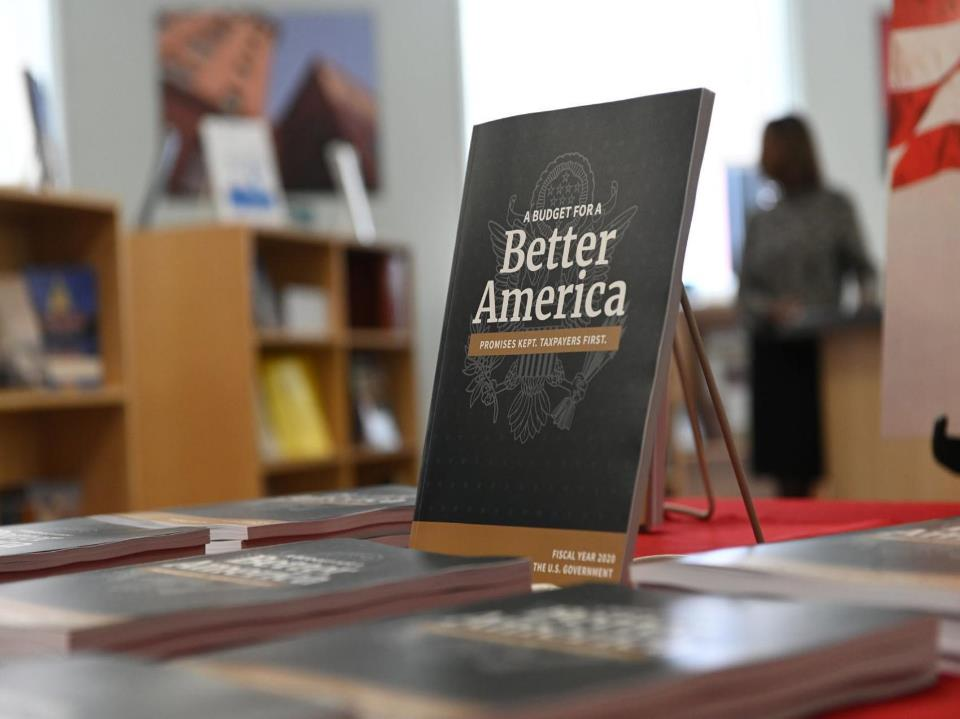 A BUDGET FOR A
Better
America
PROMISES KEPT. TAXPAYERS FIRST.
FISCAL YEAR 2020
THE U.S. GOVERNMENT